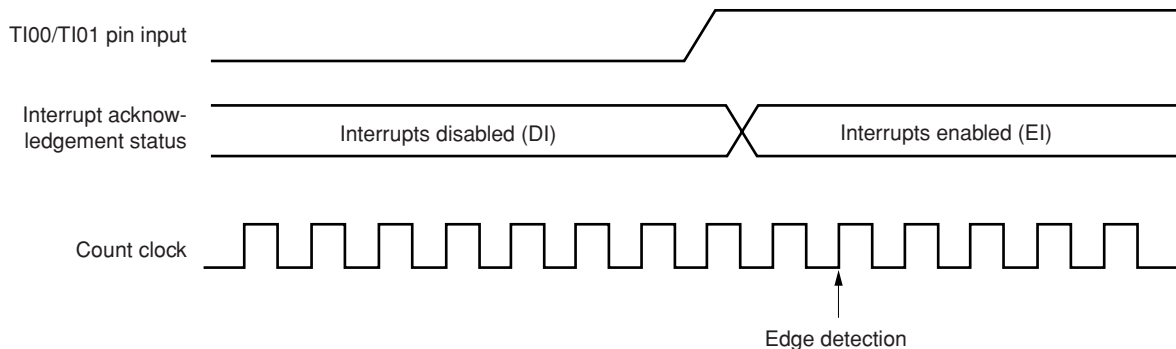 TI00/TI01 pin input
Interrupt acknow-
ledgement status
Interrupts disabled (DI)
Interrupts enabled (EI)
Count clock
Edge detection